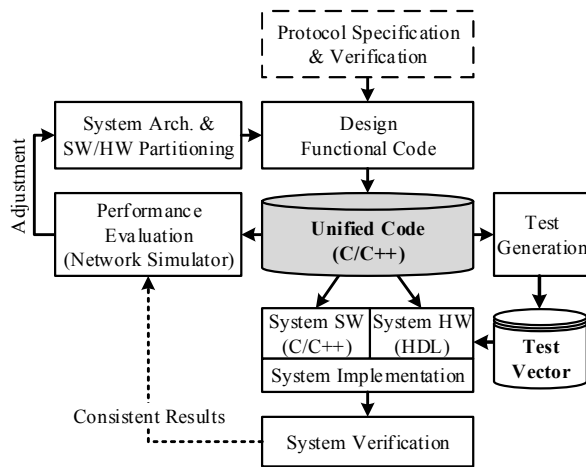 Protocol Specification
& Verification
System Arch. &
SW/HW Partitioning
Design
Functional Code
Adjustment
Performance
Evaluation
(Network Simulator)
Unified Code
(C/C++)
Test
Generation
System SW
(C/C++)
System HW
(HDL)
System Implementation
Test
Vector
Consistent Results
System Verification